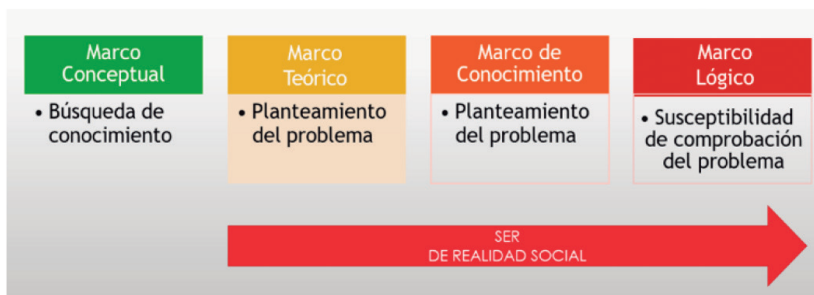 Marco
Conceptual
• Búsqueda de
conocimiento
Marco
Teórico
• Planteamiento
del problema
Marco de
Conocimiento
• Planteamiento
del problema
Marco
Lógico
• Susceptibilidad
de comprobación
del problema
SER
DE REALIDAD SOCIAL